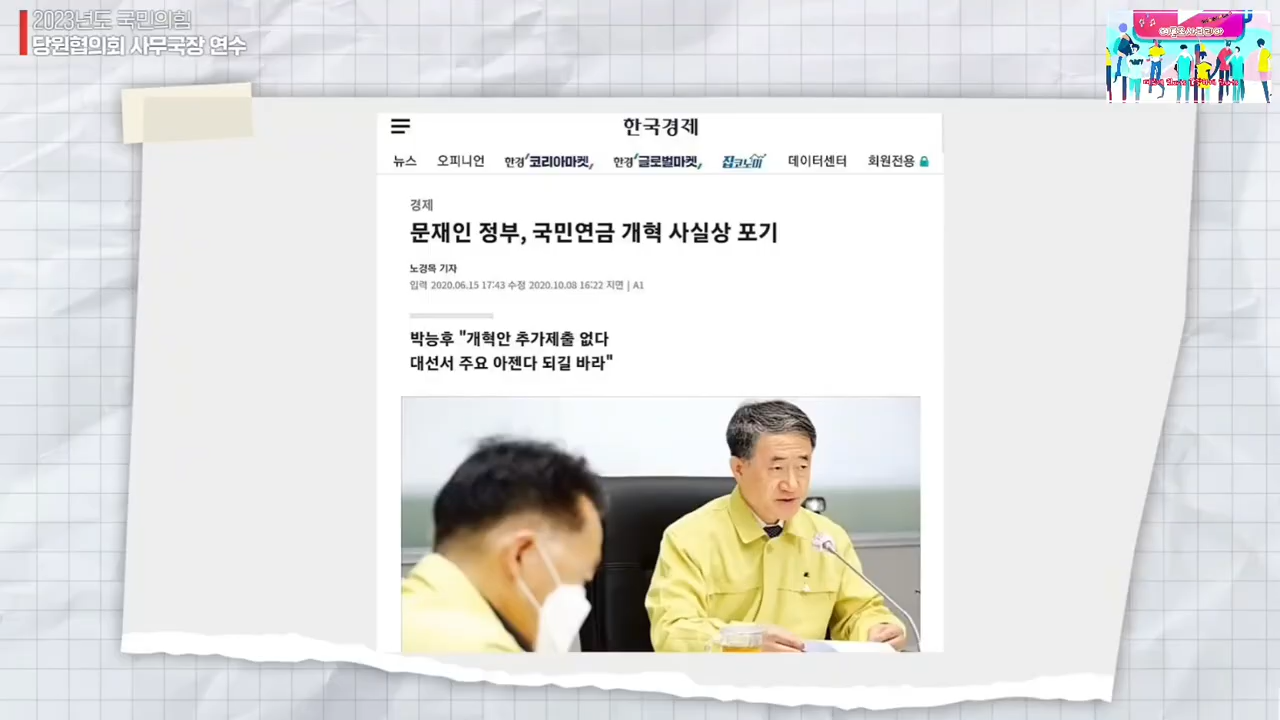 2023년도 국민의힘
당원협의회 사무국장 연수
한국경제
뉴스 오피니언 한경 코리아마켓 한경 글로벌마켓 집코노미 데이터센터 회원전용
경제
문재인 정부, 국민연금 개혁 사실상 포기
노경목 기자
입력 2020.06.15 17:43 수정 2020.10.08 16:22 지면 | A1
박능후 "개혁안 추가제출 없다
대선서 주요 아젠다 되길 바라"